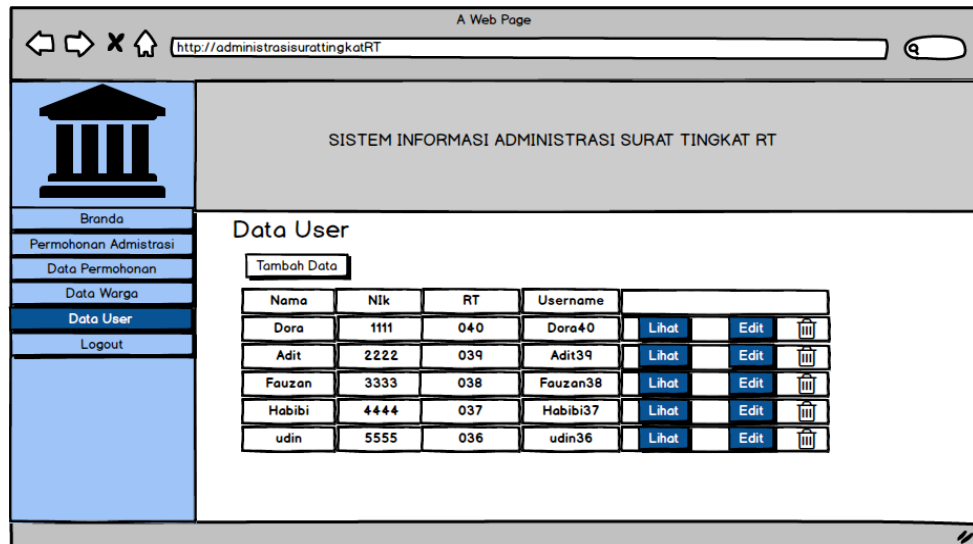 A Web Page
http://administrasisurattingkatRT
SISTEM INFORMASI ADMINISTRASI SURAT TINGKAT RT
Branda
Permohonan Admistrasi
Data Permohonan
Data Warga
Data User
Logout
Data User
Tambah Data
Nama NIk RT Username
Dora 1111 040 Dora40 Lihat Edit
Adit 2222 039 Adit39 Lihat Edit
Fauzan 3333 038 Fauzan38 Lihat Edit
Habibi 4444 037 Habibi37 Lihat Edit
udin 5555 036 udin36 Lihat Edit